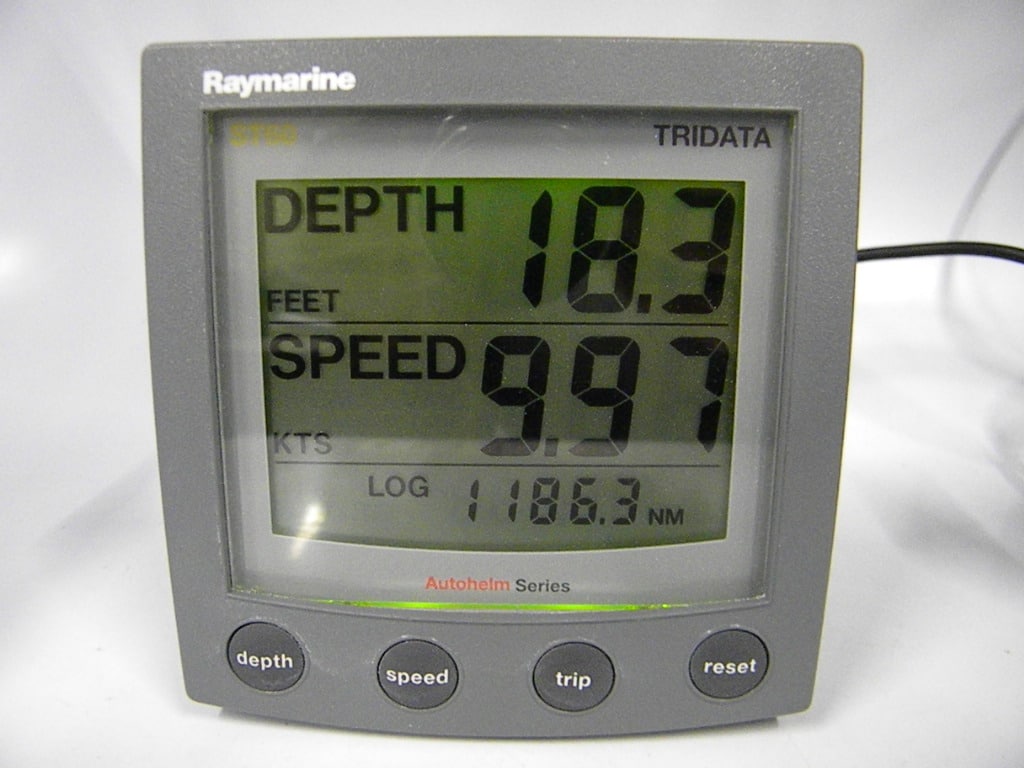 Raymarine
ST60 TRIDATA
DEPTH 18.3
FEET
SPEED 9.97
KTS
LOG 1186.3 NM
Autohelm Series
depth speed trip reset